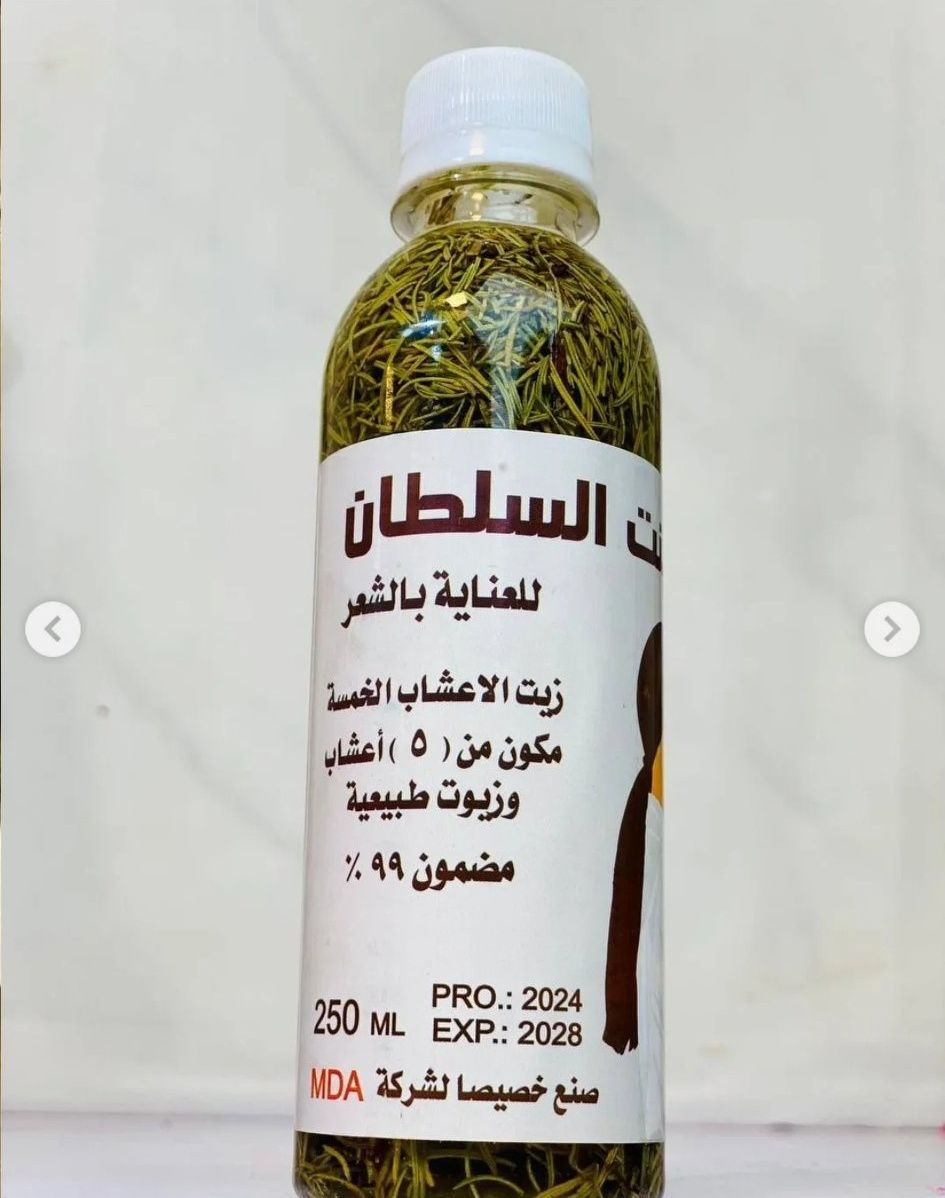 السلطان
للعناية بالشعر
زيت الاعشاب الخمسة
مكون من ( ٥ ) أعشاب
وزيوت طبيعية
مضمون ٩٩ ٪
250 ML
PRO.: 2024
EXP.: 2028
صنع خصيصا لشركة MDA